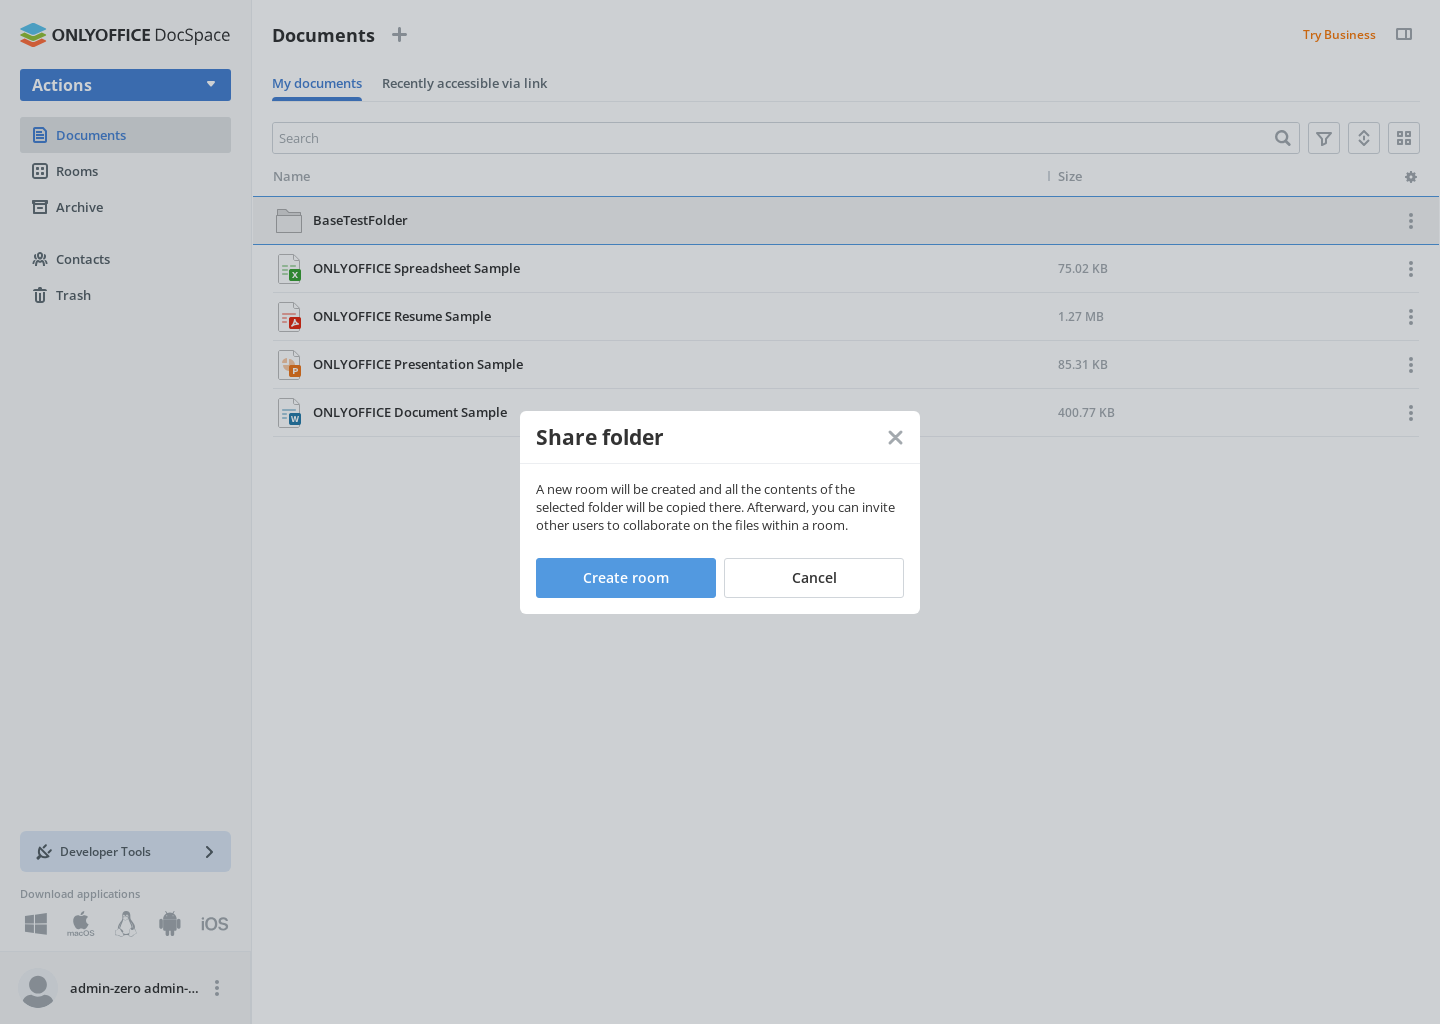 ONLYOFFICE DocSpace
Actions
Documents
Rooms
Archive
Contacts
Trash
Developer Tools
Download applications
macOS
iOS
admin-zero admin-...
Documents
Try Business
My documents
Recently accessible via link
Search
Name
Size
BaseTestFolder
ONLYOFFICE Spreadsheet Sample
75.02 KB
ONLYOFFICE Resume Sample
1.27 MB
ONLYOFFICE Presentation Sample
85.31 KB
ONLYOFFICE Document Sample
400.77 KB
Share folder
A new room will be created and all the contents of the
selected folder will be copied there. Afterward, you can invite
other users to collaborate on the files within a room.
Create room
Cancel